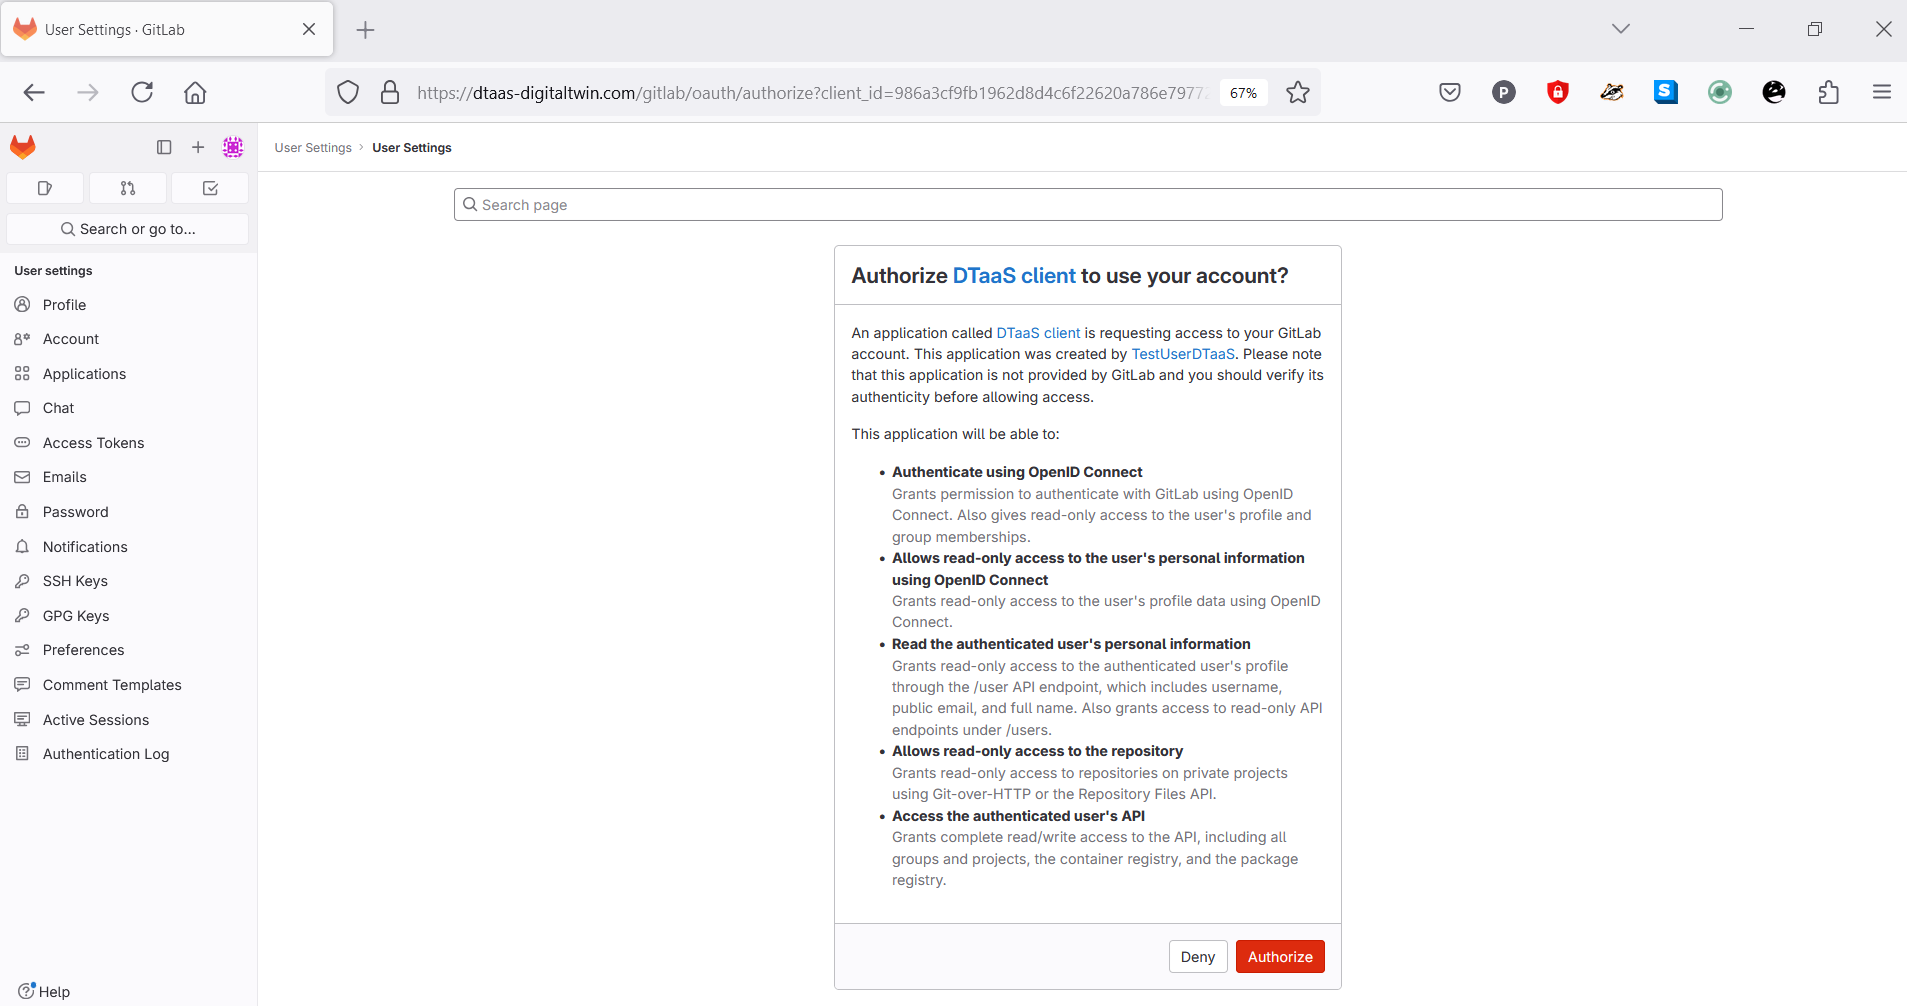 User Settings · GitLab
https://dtaas-digitaltwin.com/gitlab/oauth/authorize?client_id=986a3cf9fb1962d8d4c6f22620a786e7977
67%
P
S
User Settings › User Settings
Search page
Search or go to...
User settings
Profile
Account
Applications
Chat
Access Tokens
Emails
Password
Notifications
SSH Keys
GPG Keys
Preferences
Comment Templates
Active Sessions
Authentication Log
Help
Authorize DTaaS client to use your account?
An application called DTaaS client is requesting access to your GitLab
account. This application was created by TestUserDTaaS. Please note
that this application is not provided by GitLab and you should verify its
authenticity before allowing access.
This application will be able to:
• Authenticate using OpenID Connect
Grants permission to authenticate with GitLab using OpenID
Connect. Also gives read-only access to the user's profile and
group memberships.
• Allows read-only access to the user's personal information
using OpenID Connect
Grants read-only access to the user's profile data using OpenID
Connect.
• Read the authenticated user's personal information
Grants read-only access to the authenticated user's profile
through the /user API endpoint, which includes username,
public email, and full name. Also grants access to read-only API
endpoints under /users.
• Allows read-only access to the repository
Grants read-only access to repositories on private projects
using Git-over-HTTP or the Repository Files API.
• Access the authenticated user's API
Grants complete read/write access to the API, including all
groups and projects, the container registry, and the package
registry.
Deny
Authorize